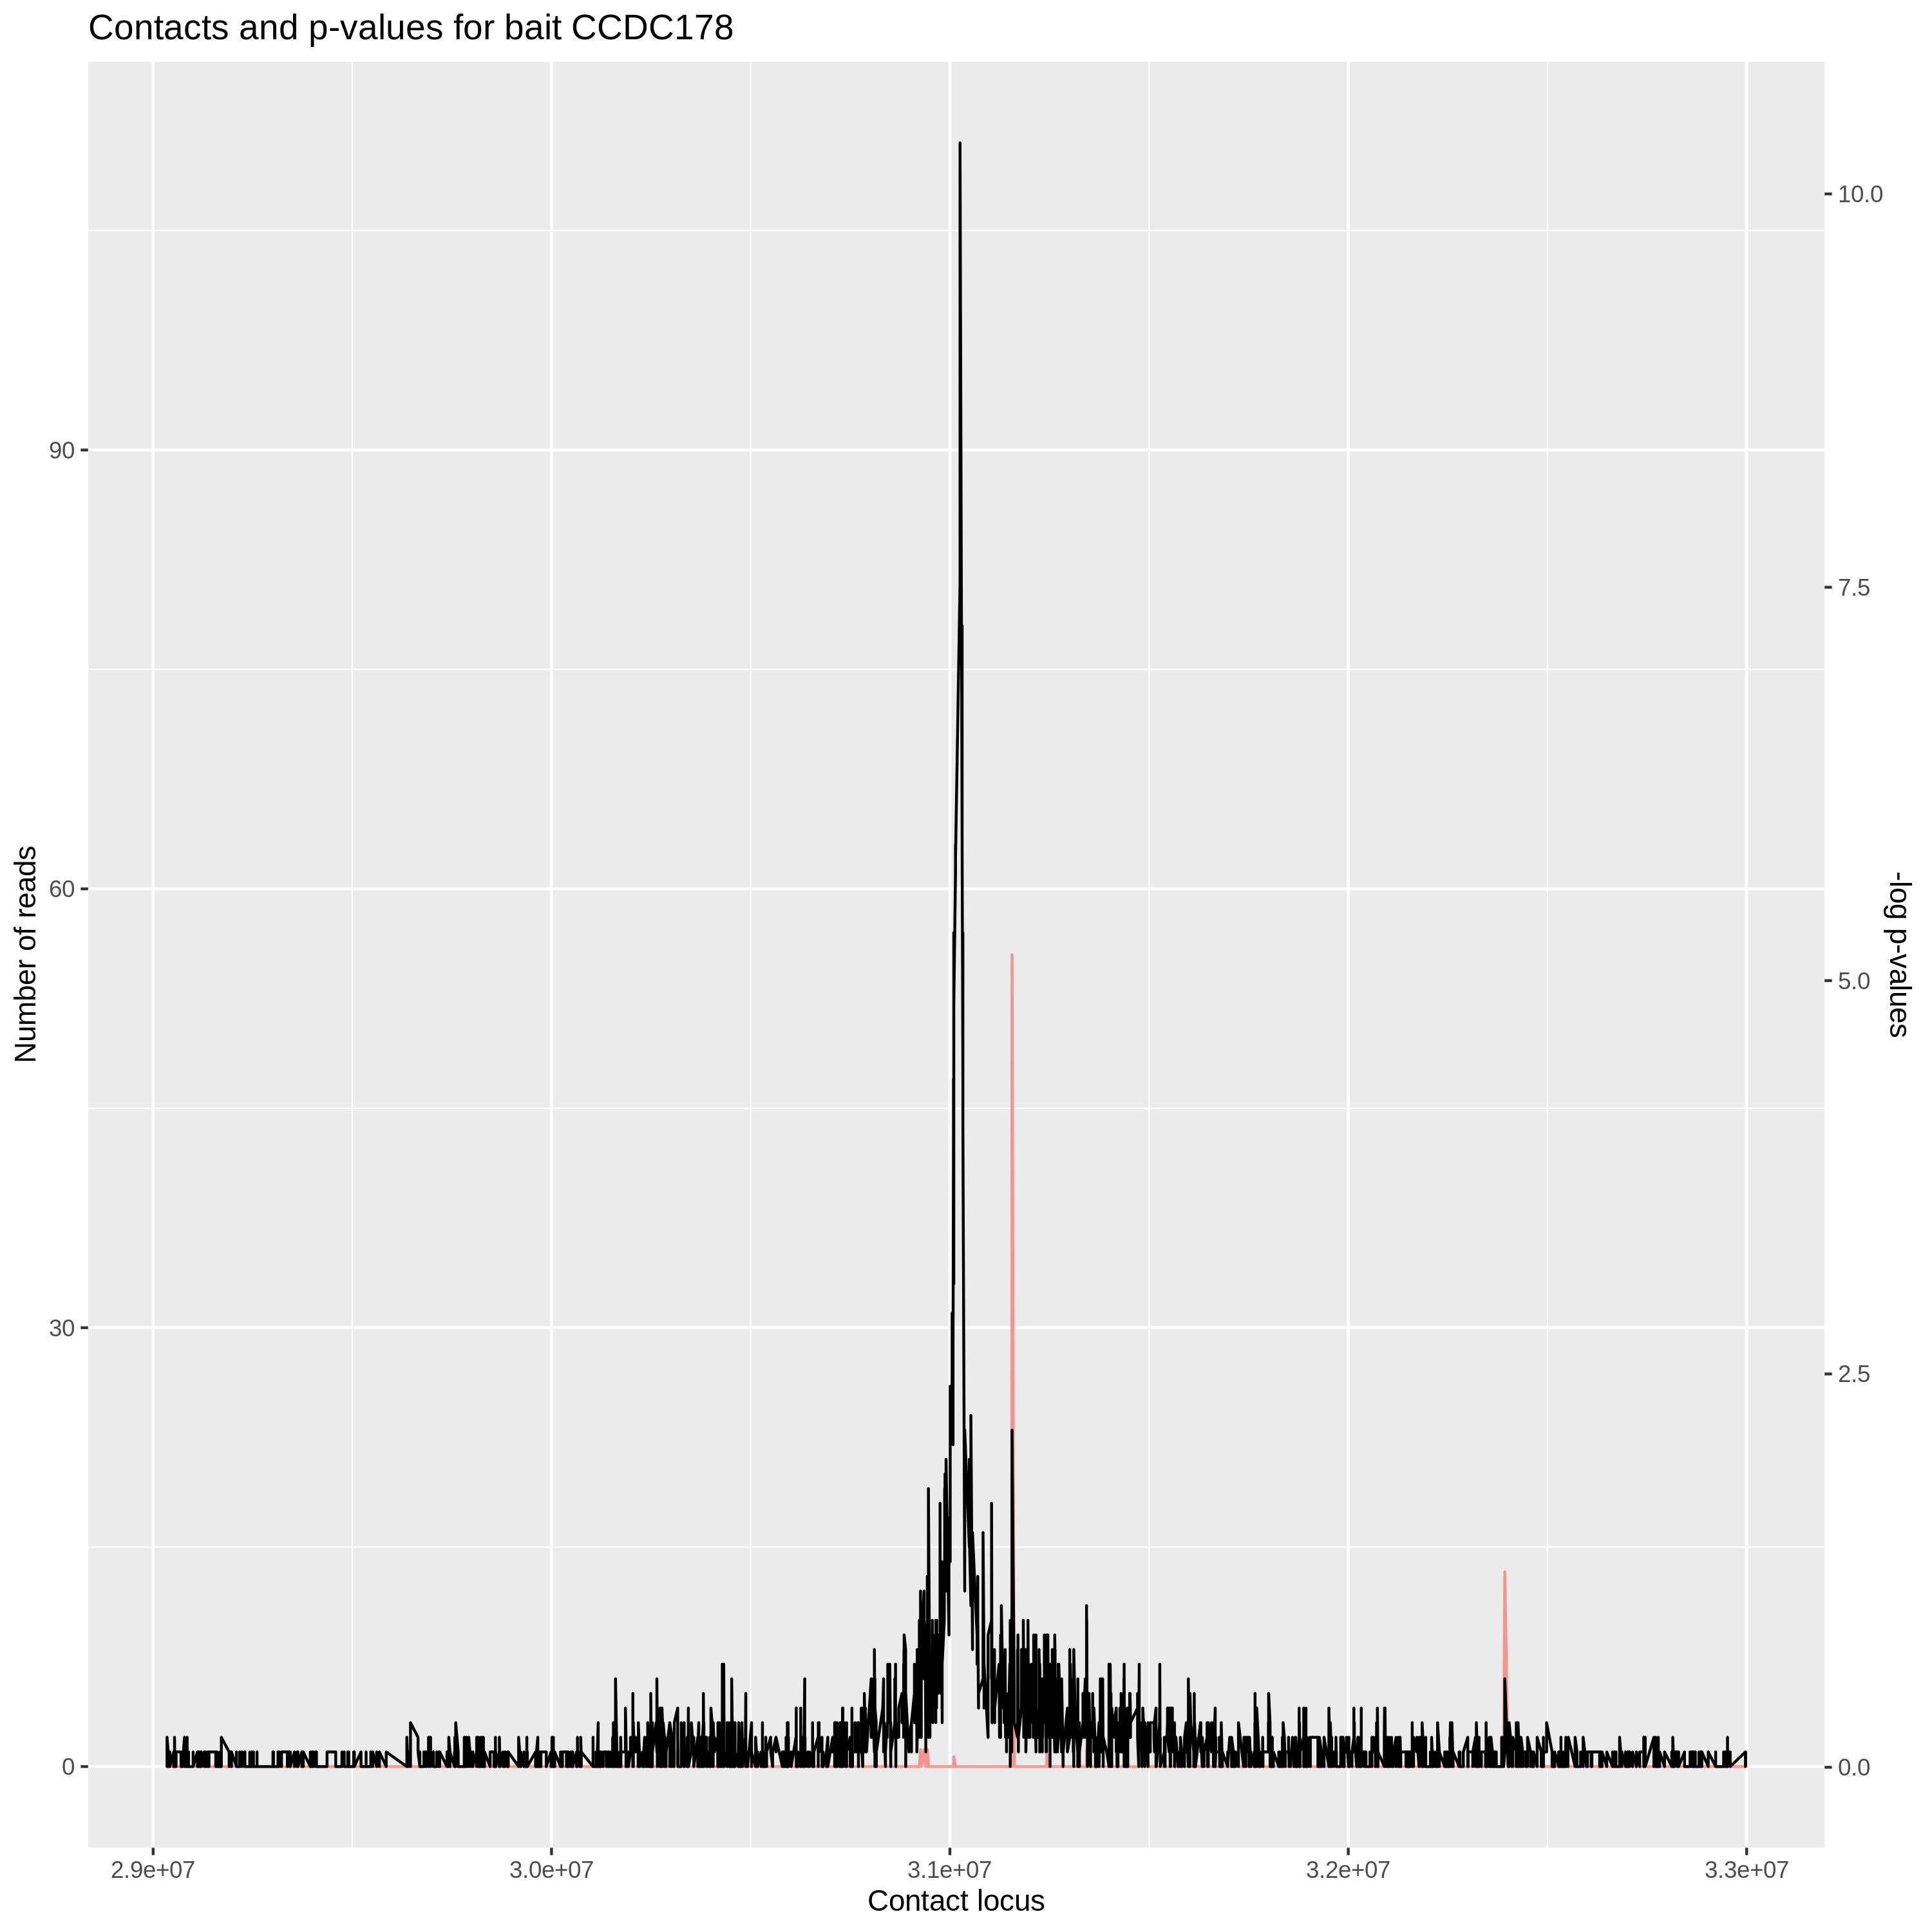 Contacts and p-values for bait CCDC178
Number of reads
90
60
30
0
10.0
7.5
5.0
2.5
0.0
-log p-values
2.9e+07 3.0e+07 3.1e+07 3.2e+07 3.3e+07
Contact locus